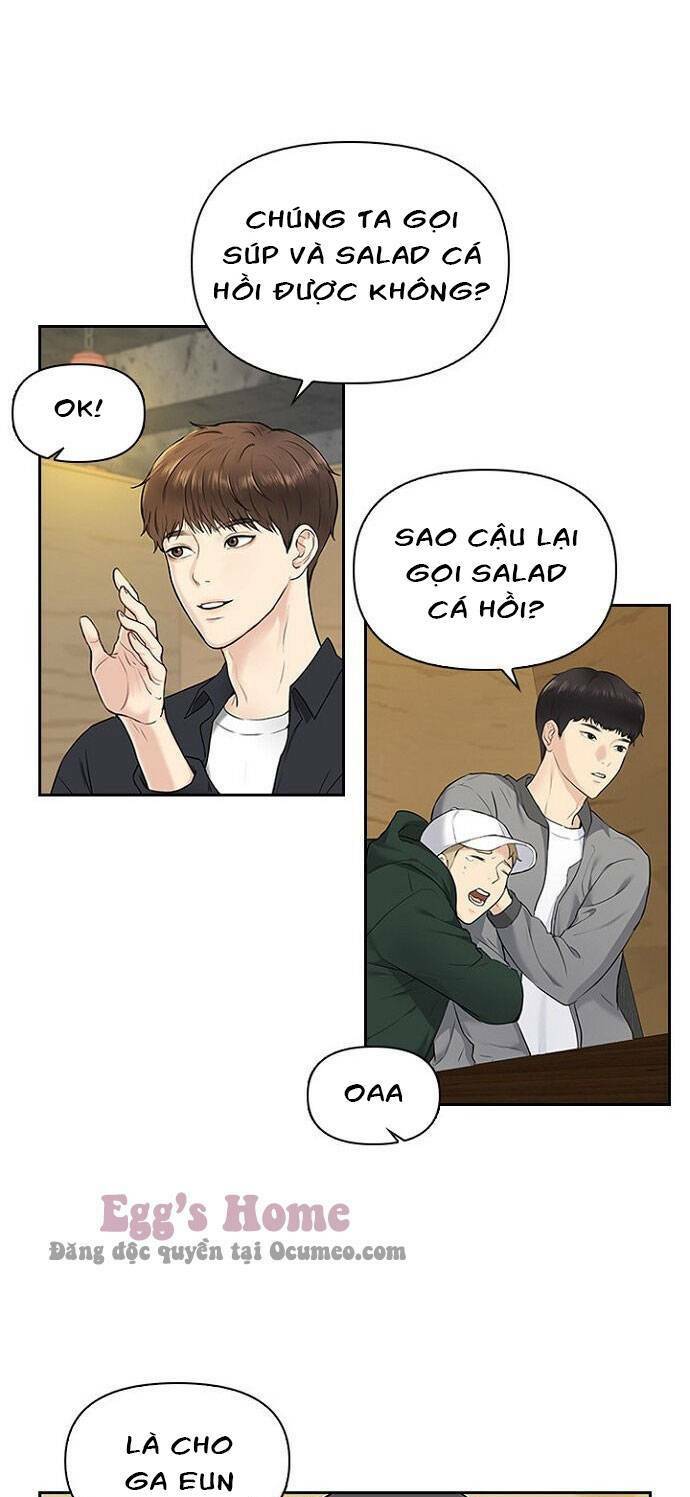 CHÚNG TA GỌI
SÚP VÀ SALAD CÁ
HỒI ĐƯỢC KHÔNG?
OK!
SAO CẬU LẠI
GỌI SALAD
CÁ HỒI?
OAA
Egg's Home
Đăng độc quyền tại Ocumeo.com
LÀ CHO
GA EUN